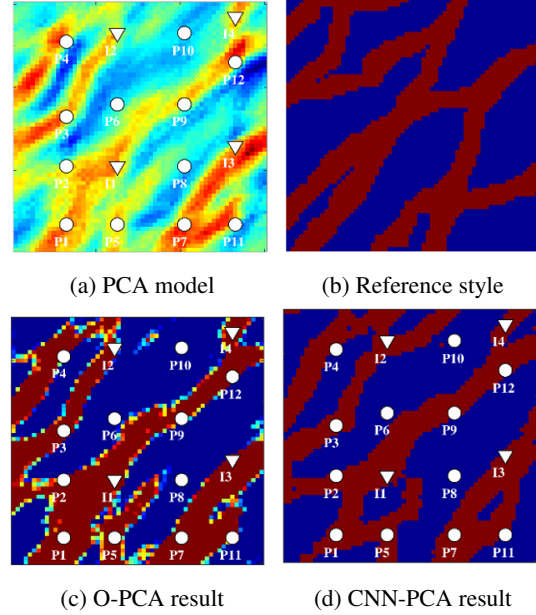 I4
P4
I2
P10
P12
P3
P6
P9
P2
I1
P8
I3
P1
P5
P7
P11
(a) PCA model
(b) Reference style
I4
P4
I2
P10
P12
P3
P6
P9
P2
I1
P8
I3
P1
P5
P7
P11
I4
P4
I2
P10
P12
P3
P6
P9
P2
I1
P8
I3
P1
P5
P7
P11
(c) O-PCA result
(d) CNN-PCA result